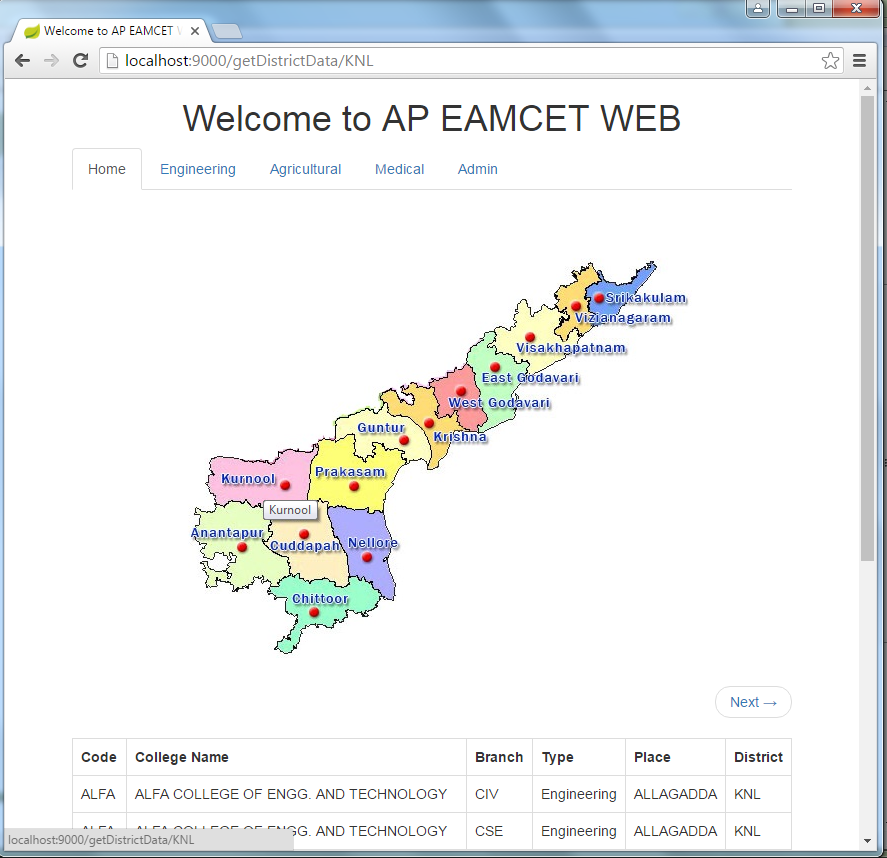 Welcome to AP EAMCET W
localhost:9000/getDistrictData/KNL
Welcome to AP EAMCET WEB
Home Engineering Agricultural Medical Admin
Srikakulam
Vizianagaram
Visakhapatnam
East Godavari
West Godavari
Guntur
Krishna
Prakasam
Kurnool
Kurnool
Anantapur
Cuddapah
Nellore
Chittoor
Next →
Code College Name Branch Type Place District
ALFA ALFA COLLEGE OF ENGG. AND TECHNOLOGY CIV Engineering ALLAGADDA KNL
ALFA ALFA COLLEGE OF ENGG. AND TECHNOLOGY CSE Engineering ALLAGADDA KNL
localhost:9000/getDistrictData/KNL